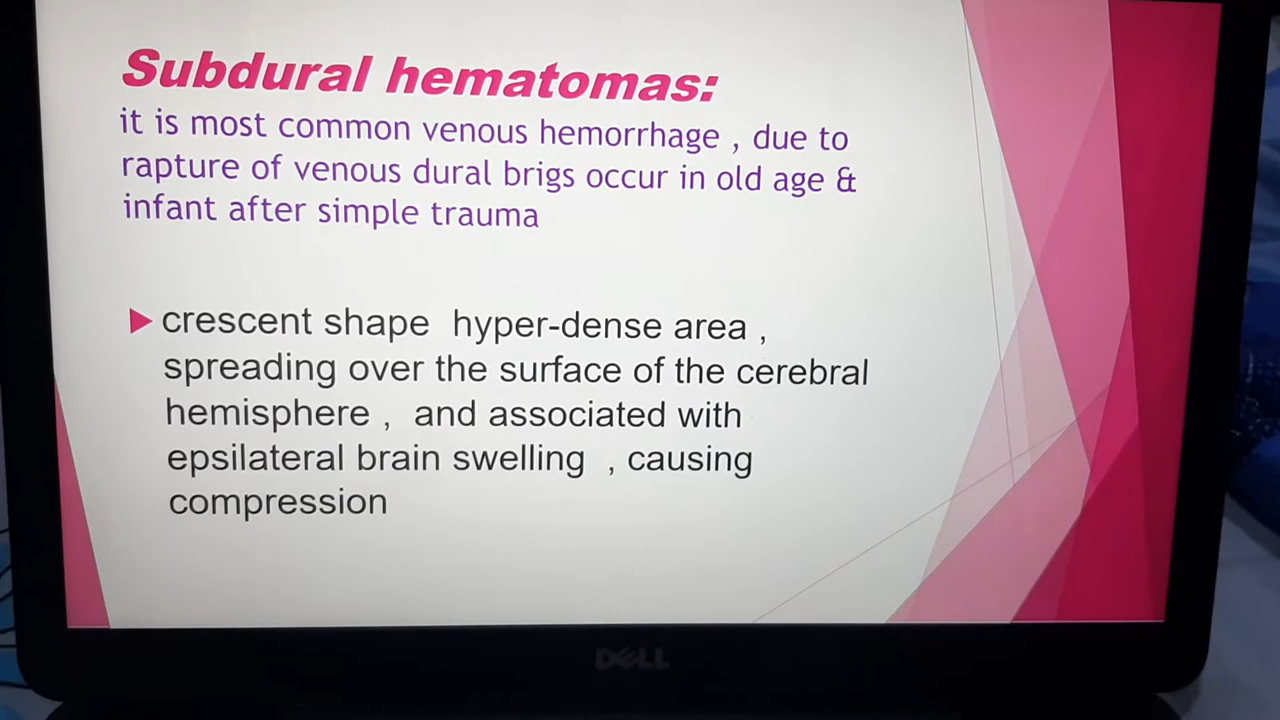 Subdural hematomas:
it is most common venous hemorrhage , due to
rapture of venous dural brigs occur in old age &
infant after simple trauma
crescent shape hyper-dense area ,
spreading over the surface of the cerebral
hemisphere , and associated with
epsilateral brain swelling , causing
compression
DELL